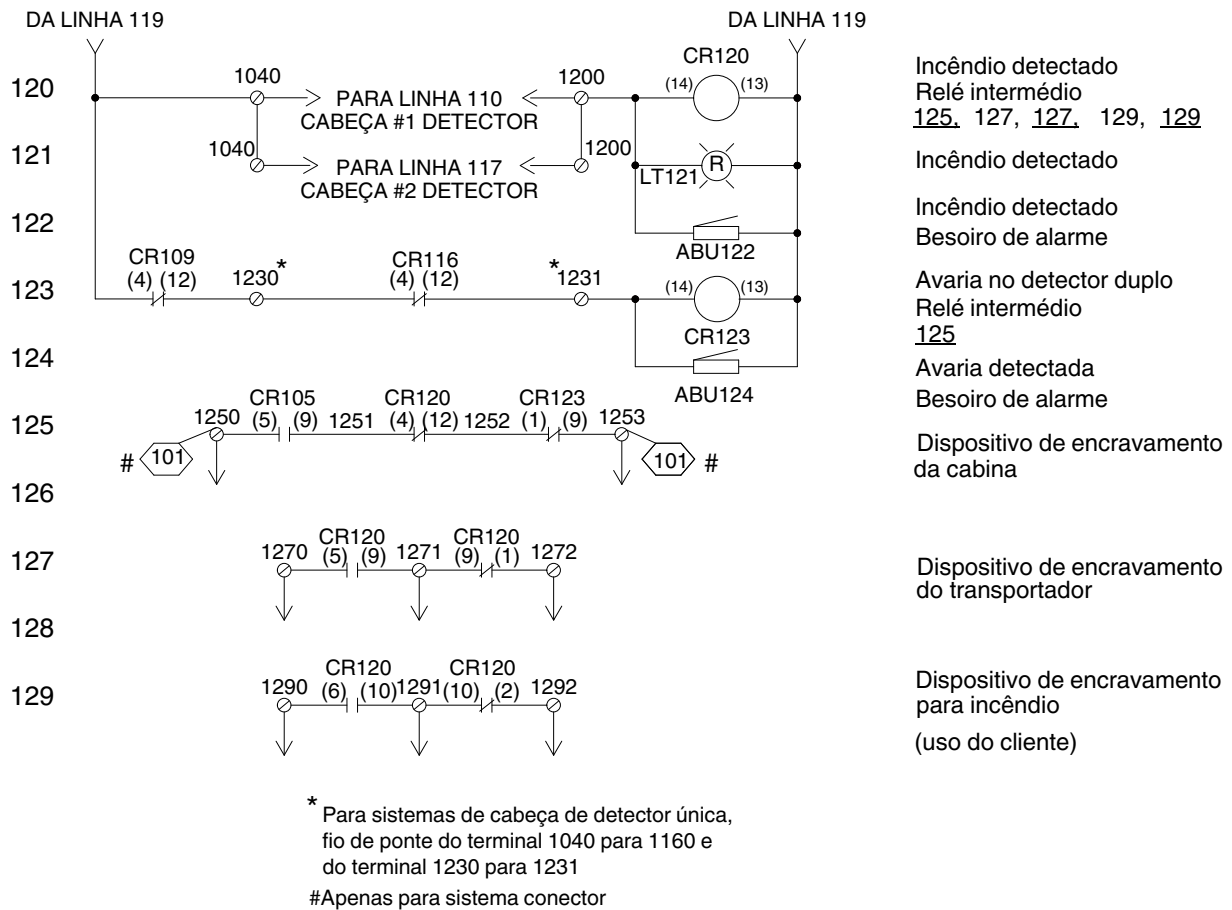 DA LINHA 119
DA LINHA 119
120
1040
PARA LINHA 110
CABEÇA #1 DETECTOR
1200
CR120
(14) (13)
Incêndio detectado
Relé intermédio
125, 127, 127, 129, 129
121
1040
PARA LINHA 117
CABEÇA #2 DETECTOR
1200
LT121
R
Incêndio detectado
122
ABU122
Incêndio detectado
Besoiro de alarme
123
CR109
(4) (12)
1230
*
CR116
(4) (12)
*
1231
(14) (13)
CR123
Avaria no detector duplo
Relé intermédio
125
124
ABU124
Avaria detectada
Besoiro de alarme
125
# 101
1250
CR105
(5) (9)
1251
CR120
(4) (12)
1252
CR123
(1) (9)
1253
101 #
Dispositivo de encravamento
da cabina
126
127
1270
CR120
(5) (9)
1271
CR120
(9) (1)
1272
Dispositivo de encravamento
do transportador
128
129
1290
CR120
(6) (10)
1291
CR120
(10) (2)
1292
Dispositivo de encravamento
para incêndio
(uso do cliente)
* Para sistemas de cabeça de detector única,
fio de ponte do terminal 1040 para 1160 e
do terminal 1230 para 1231
#Apenas para sistema conector